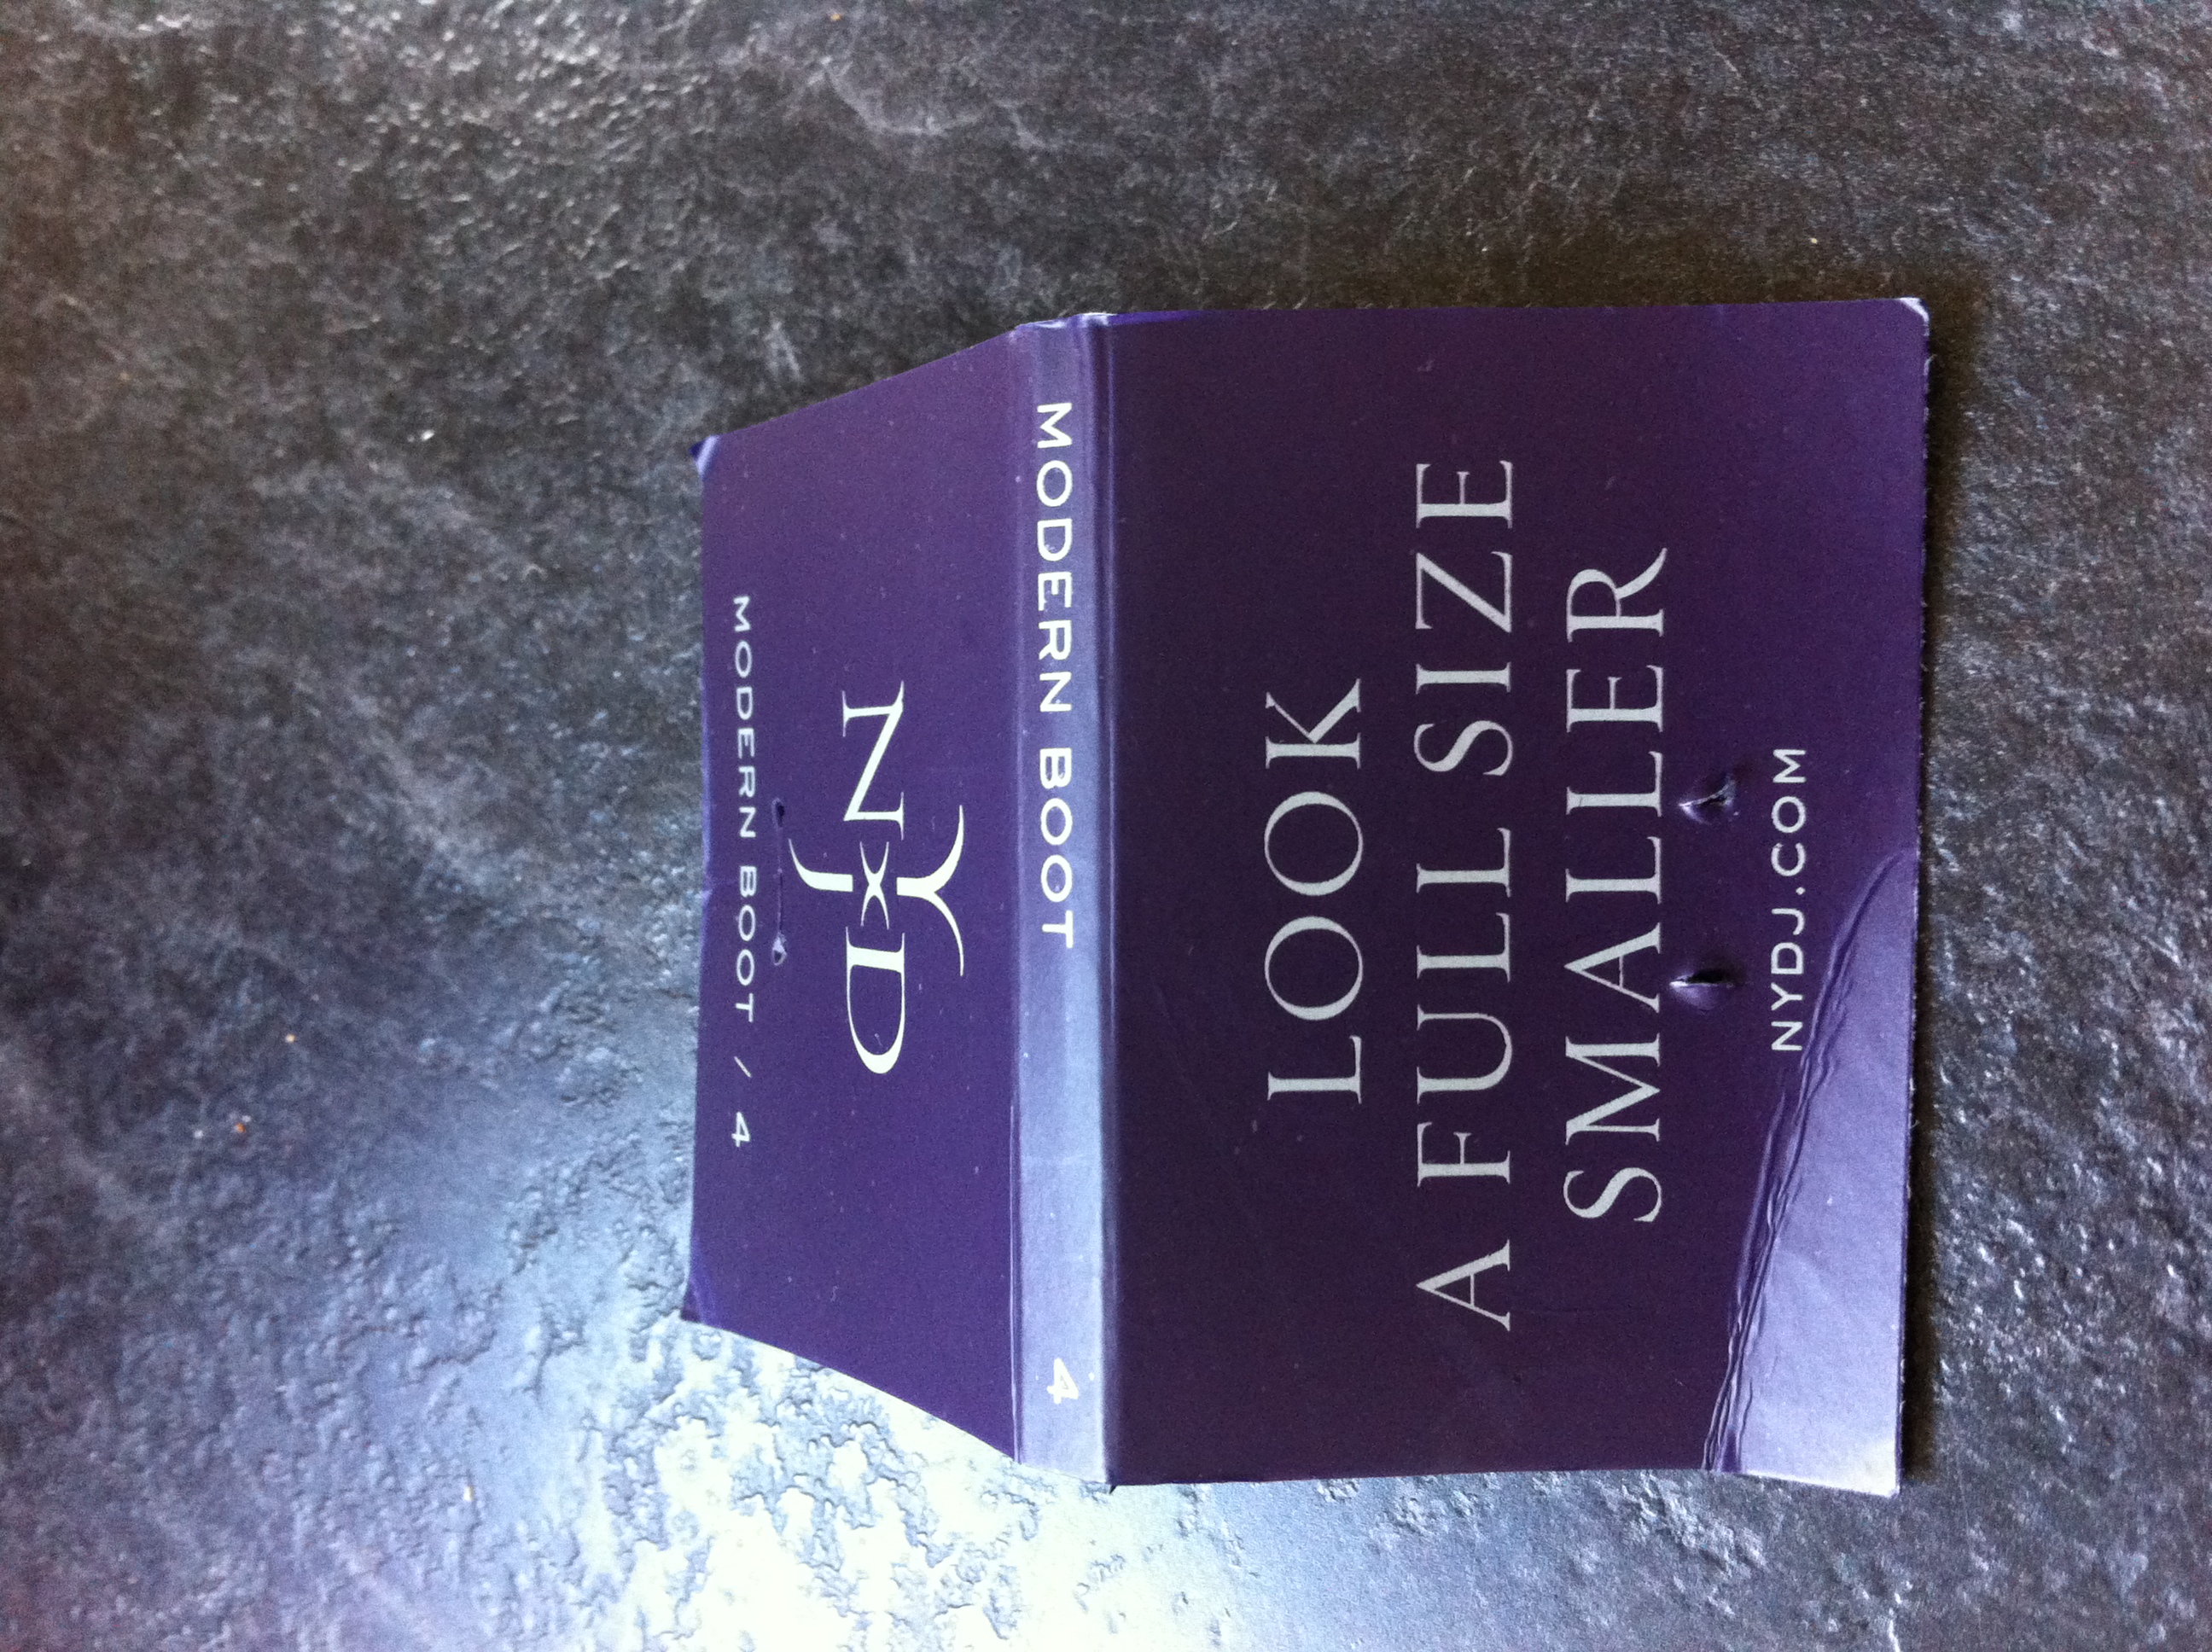 MODERN BOOT / 4
NYDJ
MODERN BOOT 4
LOOK
A FULL SIZE
SMALLER
NYDJ.COM